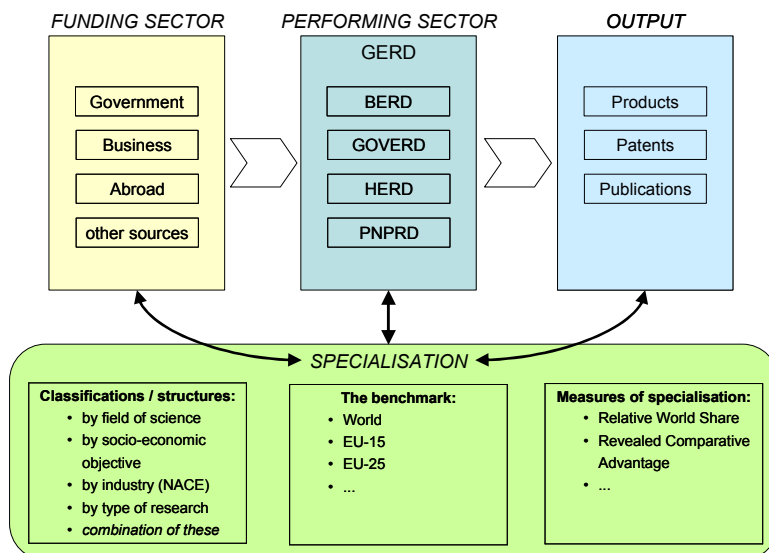 FUNDING SECTOR
Government
Business
Abroad
other sources
PERFORMING SECTOR
GERD
BERD
GOVERD
HERD
PNPRD
OUTPUT
Products
Patents
Publications
SPECIALISATION
Classifications / structures:
• by field of science
• by socio-economic
objective
• by industry (NACE)
• by type of research
• combination of these
The benchmark:
• World
• EU-15
• EU-25
• ...
Measures of specialisation:
• Relative World Share
• Revealed Comparative
Advantage
• ...